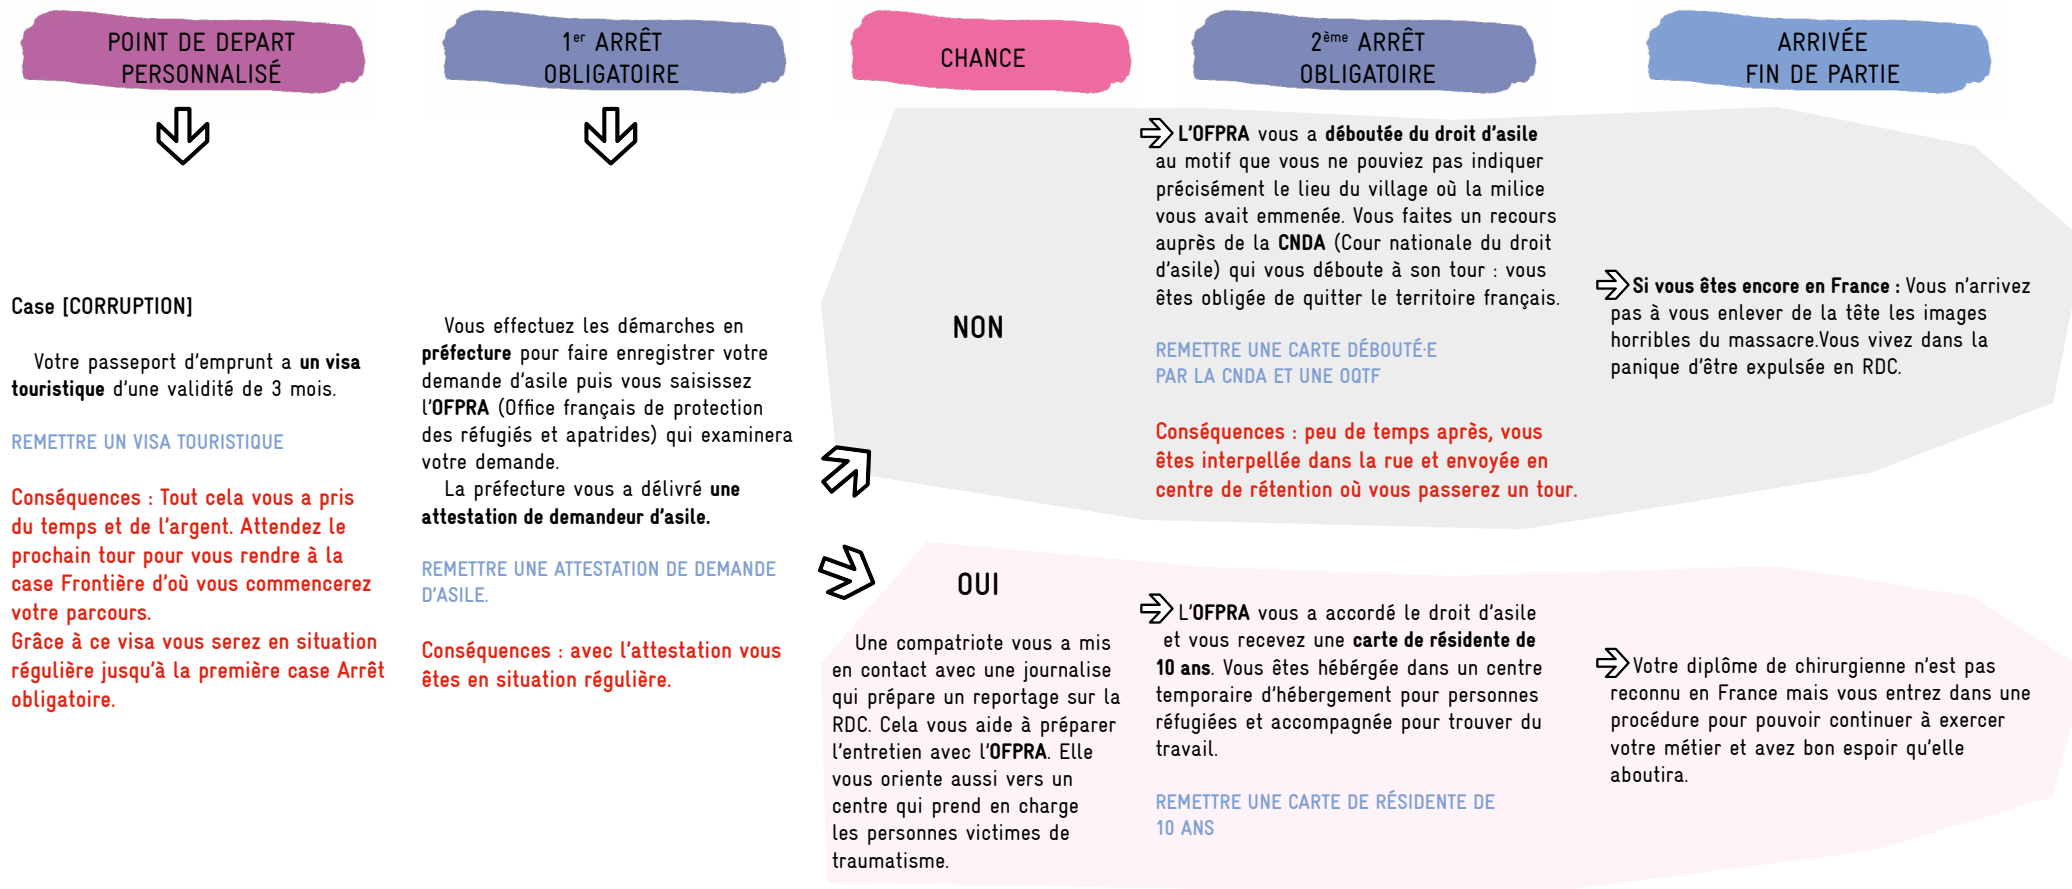 POINT DE DEPART
PERSONNALISÉ
1er ARRÊT
OBLIGATOIRE
CHANCE
2ème ARRÊT
OBLIGATOIRE
ARRIVÉE
FIN DE PARTIE
Case [CORRUPTION]
Votre passeport d'emprunt a un visa
touristique d'une validité de 3 mois.
REMETTRE UN VISA TOURISTIQUE
Conséquences : Tout cela vous a pris
du temps et de l'argent. Attendez le
prochain tour pour vous rendre à la
case Frontière d'où vous commencerez
votre parcours.
Grâce à ce visa vous serez en situation
régulière jusqu'à la première case Arrêt
obligatoire.
Vous effectuez les démarches en
préfecture pour faire enregistrer votre
demande d'asile puis vous saisissez
l'OFPRA (Office français de protection
des réfugiés et apatrides) qui examinera
votre demande.
La préfecture vous a délivré une
attestation de demandeur d'asile.
REMETTRE UNE ATTESTATION DE DEMANDE
D'ASILE.
Conséquences : avec l'attestation vous
êtes en situation régulière.
NON
L'OFPRA vous a déboutée du droit d'asile
au motif que vous ne pouviez pas indiquer
précisément le lieu du village où la milice
vous avait emmenée. Vous faites un recours
auprès de la CNDA (Cour nationale du droit
d'asile) qui vous déboute à son tour : vous
êtes obligée de quitter le territoire français.
REMETTRE UNE CARTE DÉBOUTÉ·E
PAR LA CNDA ET UNE OQTF
Conséquences : peu de temps après, vous
êtes interpellée dans la rue et envoyée en
centre de rétention où vous passerez un tour.
Si vous êtes encore en France : Vous n'arrivez
pas à vous enlever de la tête les images
horribles du massacre.Vous vivez dans la
panique d'être expulsée en RDC.
OUI
Une compatriote vous a mis
en contact avec une journalise
qui prépare un reportage sur la
RDC. Cela vous aide à préparer
l'entretien avec l'OFPRA. Elle
vous oriente aussi vers un
centre qui prend en charge
les personnes victimes de
traumatisme.
L'OFPRA vous a accordé le droit d'asile
et vous recevez une carte de résidente de
10 ans. Vous êtes hébérgée dans un centre
temporaire d'hébergement pour personnes
réfugiées et accompagnée pour trouver du
travail.
REMETTRE UNE CARTE DE RÉSIDENTE DE
10 ANS
Votre diplôme de chirurgienne n'est pas
reconnu en France mais vous entrez dans une
procédure pour pouvoir continuer à exercer
votre métier et avez bon espoir qu'elle
aboutira.